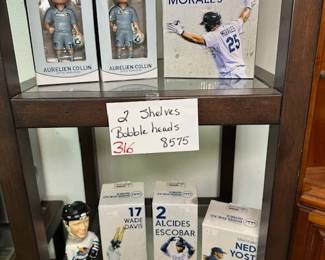 MORALES
25
AURELIEN COLLIN
AURELIEN COLLIN
2 Shelves
Bobble heads
316 8575
17
WADE
DAVIS
2
ALCIDES
ESCOBAR
NED
YOST